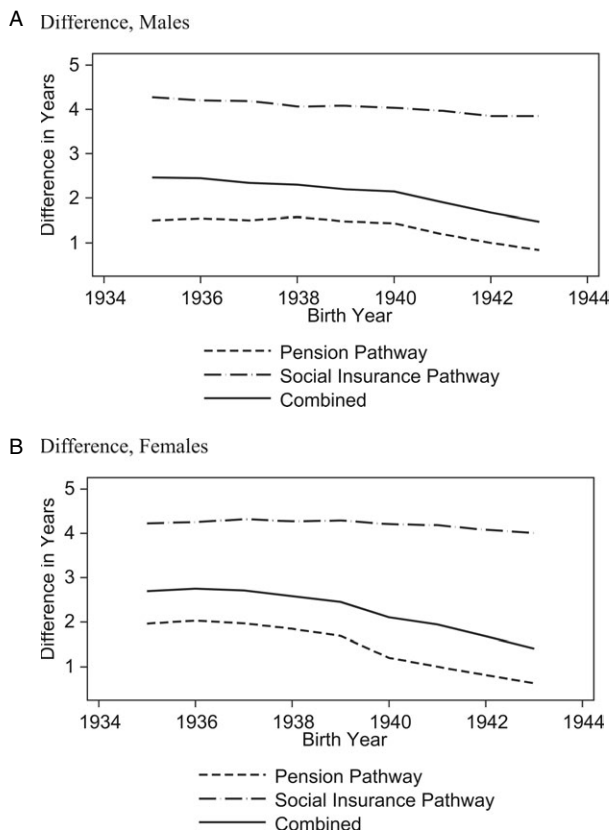 A Difference, Males
5
4
3
2
1
Difference in Years
1934 1936 1938 1940 1942 1944
Birth Year
Pension Pathway
Social Insurance Pathway
Combined
B Difference, Females
5
4
3
2
1
Difference in Years
1934 1936 1938 1940 1942 1944
Birth Year
Pension Pathway
Social Insurance Pathway
Combined